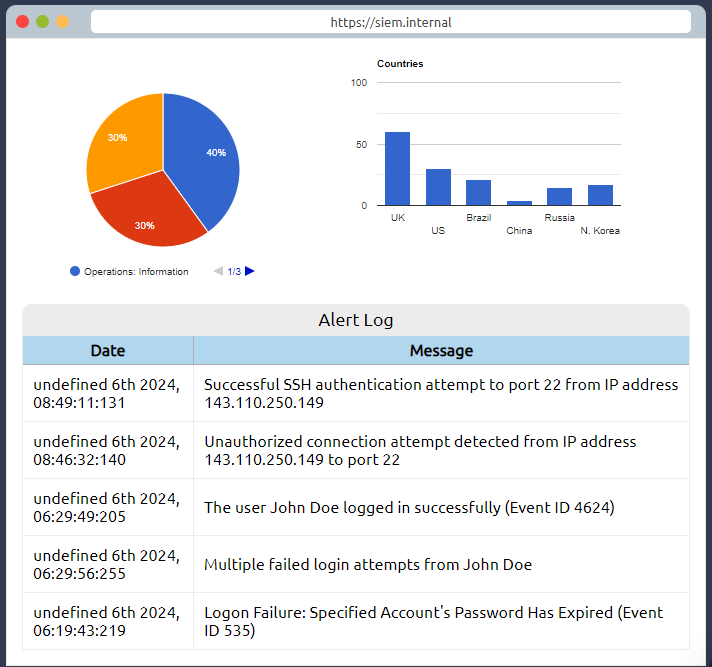 https://siem.internal
Countries
100
50
0
UK
US
Brazil
China
Russia
N. Korea
30%
40%
30%
Operations: Information
1/3
Alert Log
Date Message
undefined 6th 2024,
08:49:11:131
Successful SSH authentication attempt to port 22 from IP address
143.110.250.149
undefined 6th 2024,
08:46:32:140
Unauthorized connection attempt detected from IP address
143.110.250.149 to port 22
undefined 6th 2024,
06:29:49:205
The user John Doe logged in successfully (Event ID 4624)
undefined 6th 2024,
06:29:56:255
Multiple failed login attempts from John Doe
undefined 6th 2024,
06:19:43:219
Logon Failure: Specified Account's Password Has Expired (Event
ID 535)